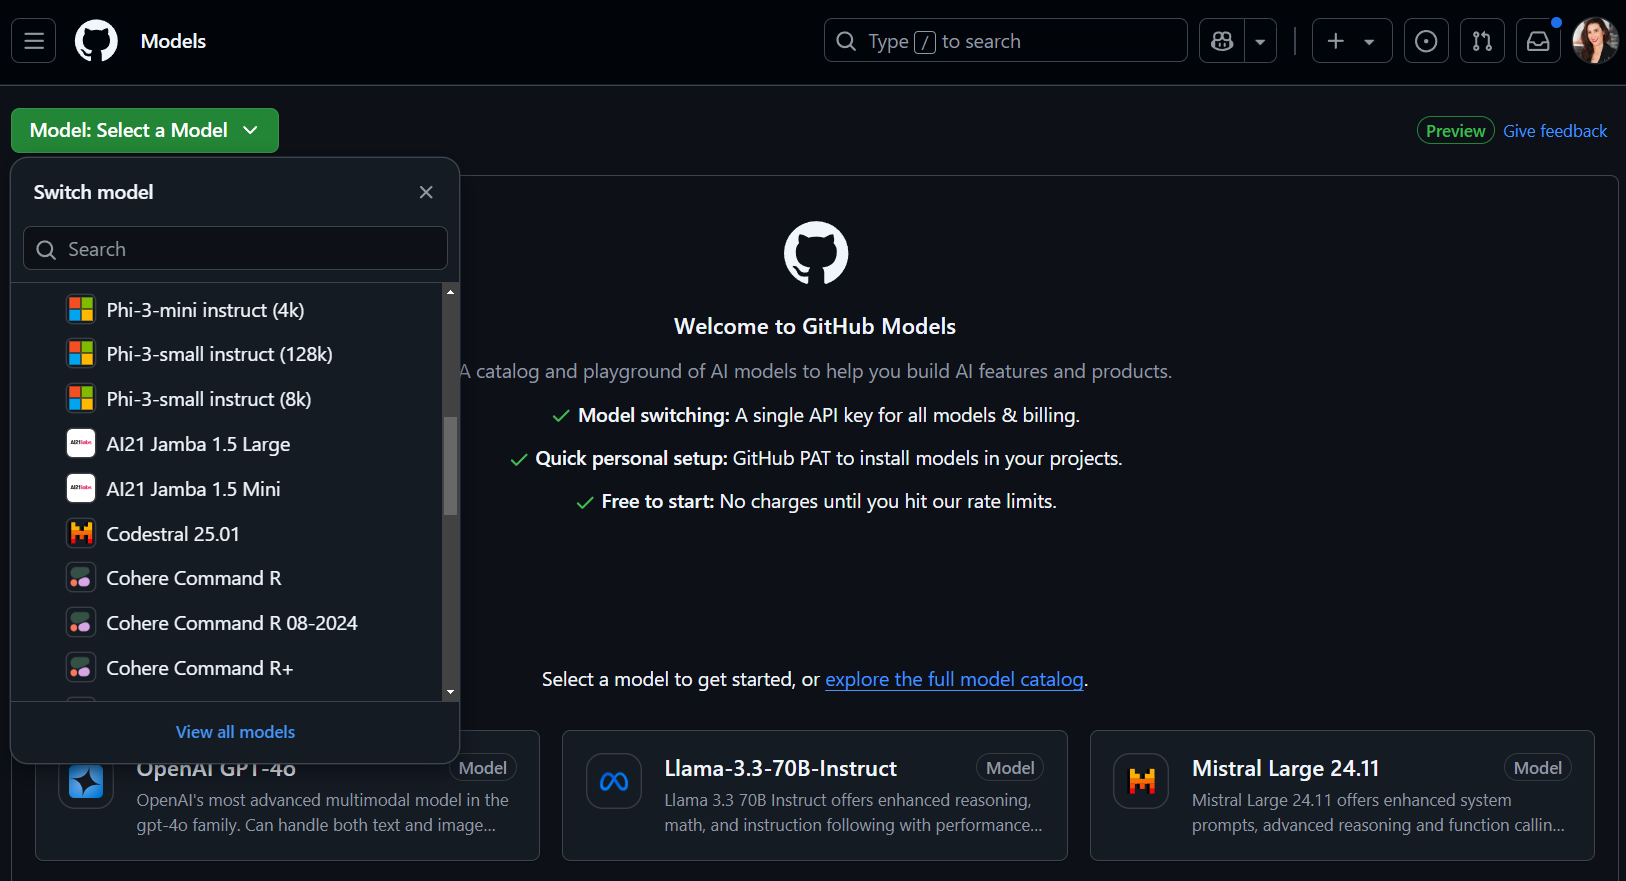 Models
Type / to search
Model: Select a Model
Preview
Give feedback
Switch model
Search
Phi-3-mini instruct (4k)
Phi-3-small instruct (128k)
Phi-3-small instruct (8k)
AI21 Jamba 1.5 Large
AI21 Jamba 1.5 Mini
Codestral 25.01
Cohere Command R
Cohere Command R 08-2024
Cohere Command R+
View all models
Welcome to GitHub Models
A catalog and playground of AI models to help you build AI features and products.
Model switching: A single API key for all models & billing.
Quick personal setup: GitHub PAT to install models in your projects.
Free to start: No charges until you hit our rate limits.
Select a model to get started, or explore the full model catalog.
OpenAI GPT-4o
Model
OpenAI's most advanced multimodal model in the
gpt-4o family. Can handle both text and image...
Llama-3.3-70B-Instruct
Model
Llama 3.3 70B Instruct offers enhanced reasoning,
math, and instruction following with performance...
Mistral Large 24.11
Model
Mistral Large 24.11 offers enhanced system
prompts, advanced reasoning and function callin...